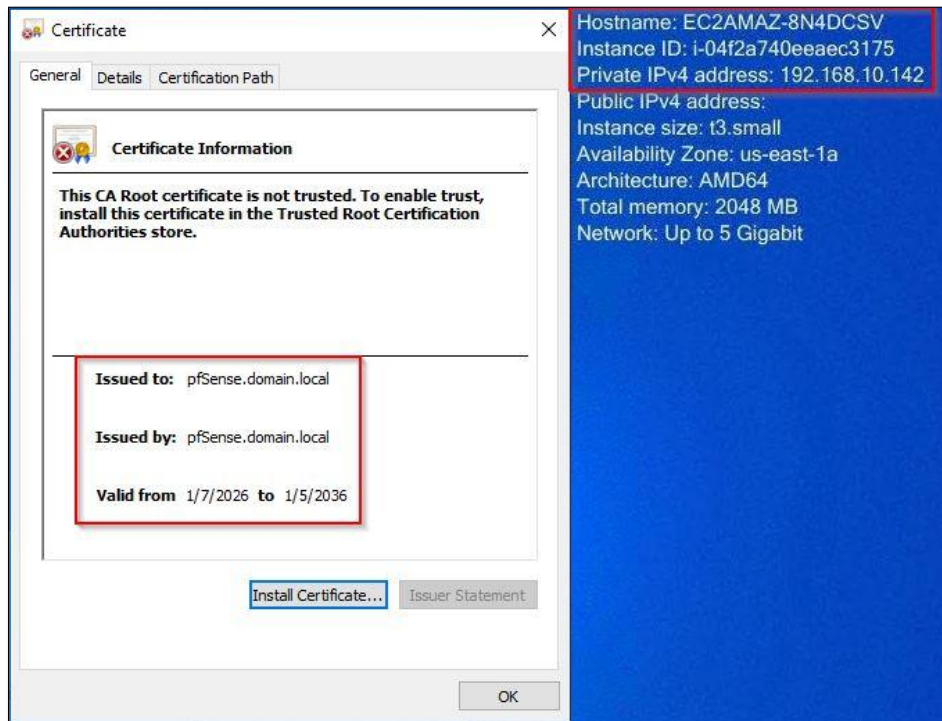 Certificate
General Details Certification Path
Certificate Information
This CA Root certificate is not trusted. To enable trust,
install this certificate in the Trusted Root Certification
Authorities store.
Issued to: pfSense.domain.local
Issued by: pfSense.domain.local
Valid from 1/7/2026 to 1/5/2036
Install Certificate... Issuer Statement
OK
Hostname: EC2AMAZ-8N4DCSV
Instance ID: i-04f2a740eeaec3175
Private IPv4 address: 192.168.10.142
Public IPv4 address:
Instance size: t3.small
Availability Zone: us-east-1a
Architecture: AMD64
Total memory: 2048 MB
Network: Up to 5 Gigabit